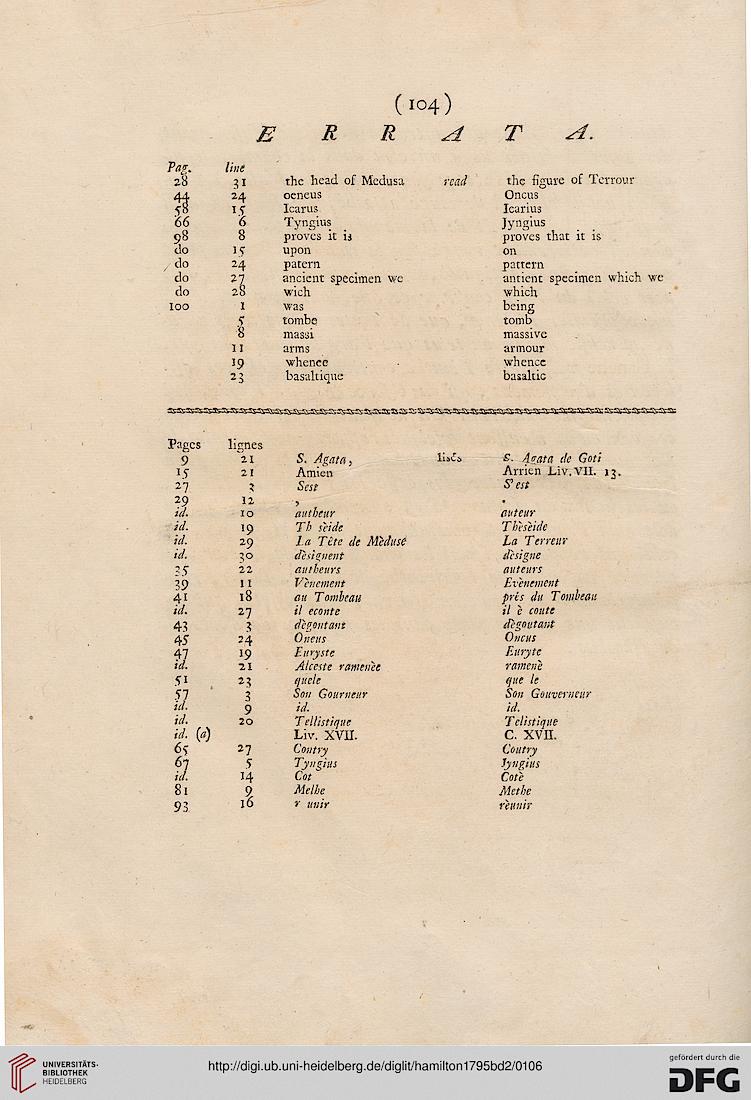 ( 104 )
E R R A T A.
Pag. line
28 31 the head of Medusa read the figure of Terrour
44 24 oeneus Oncus
58 15 Icarus Icarius
66 6 Tyngius Jyngius
98 8 proves it is proves that it is
do 15 upon on
do 24 patern pattern
do 27 ancient specimen we antient specimen which we
do 28 wich which
100 1 was being
5 tombe tomb
8 massi massive
11 arms armour
19 whence whence
23 basaltique basaltic
Pages lignes
9 21 S. Agata, S. Agata de Goti
15 21 Amien Arrien Liv. VII. 13.
27 3 Sest S'est
29 12 , .
id. 10 autheur auteur
id. 19 Th sèide Thèsèide
id. 29 La Tête de Mèduse La Terreur
id. 30 dèsignent dèsigne
35 22 autheurs auteurs
39 11 Vènement Evènement
41 18 au Tombeau près du Tombeau
id. 27 il econte il è coute
43 3 dègoutans dègoutant
45 24 Oneus Oncus
47 19 Euryste Euryte
id. 21 Alceste ramenèe ramenè
51 23 quele que le
57 3 Son Gourneur Son Gouverneur
id. 9 id. id.
id. 20 Tellistique Telistique
id. (a) Liv. XVII. C. XVII.
65 27 Contry Coutry
67 5 Tyngius Jyngius
id. 14 Cot Cotè
81 9 Melhe Methe
93 16 r unir rèunir
UNIVERSITÄTS-
BIBLIOTHEK
HEIDELBERG
http://digi.ub.uni-heidelberg.de/diglit/hamilton1795bd2/0106
gefördert durch die
DFG